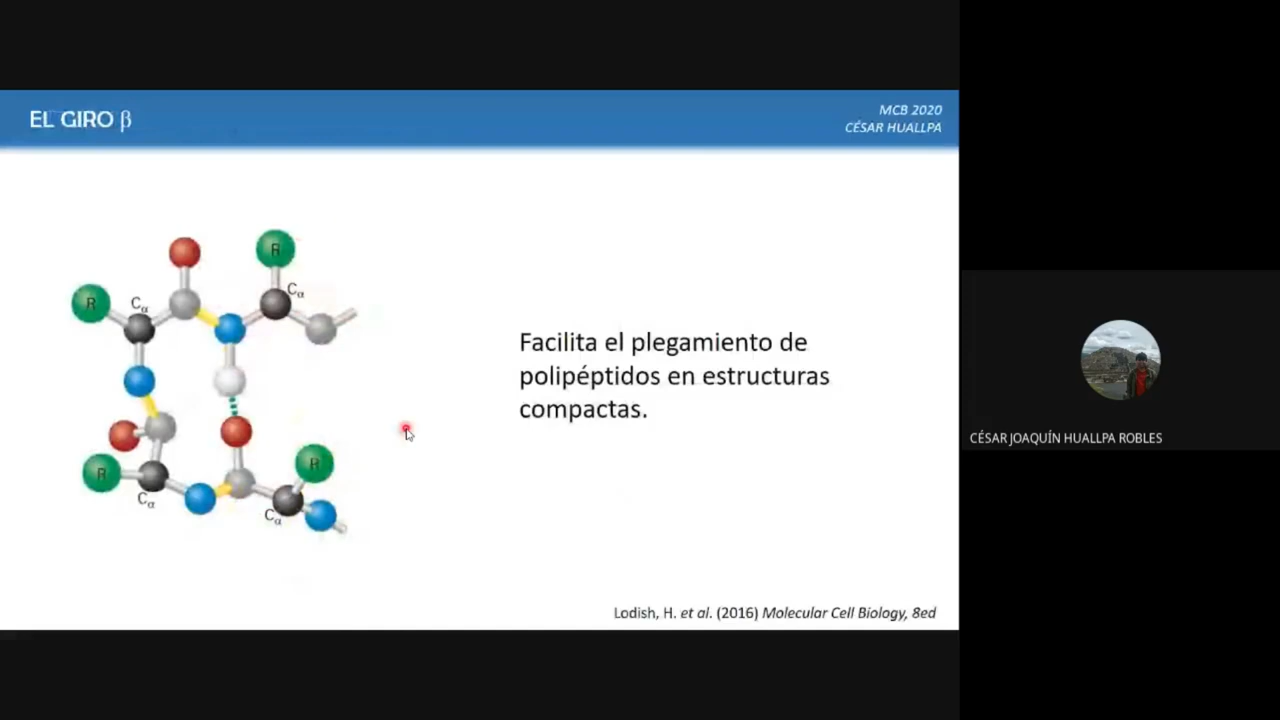 EL GIRO β
MCB 2020
CÉSAR HUALLPA
R
R
Cα
Cα
Facilita el plegamiento de
polipéptidos en estructuras
compactas.
R
R
Cα
Cα
CÉSAR JOAQUÍN HUALLPA ROBLES
Lodish, H. et al. (2016) Molecular Cell Biology, 8ed